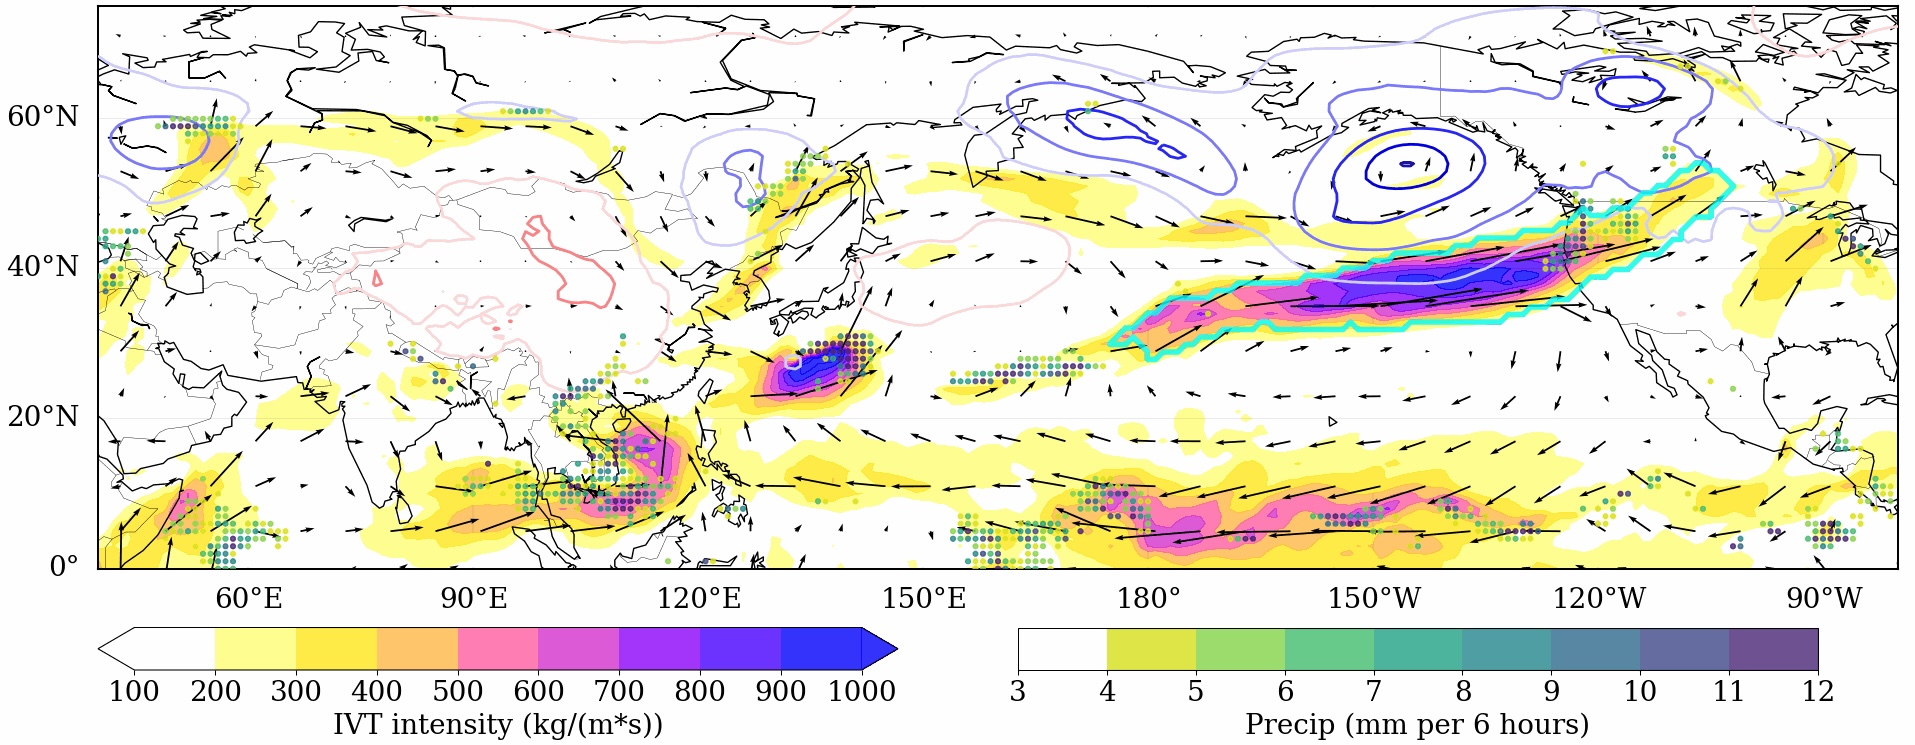 60°N
40°N
20°N
0°
60°E 90°E 120°E 150°E 180° 150°W 120°W 90°W
100 200 300 400 500 600 700 800 900 1000
IVT intensity (kg/(m*s))
3 4 5 6 7 8 9 10 11 12
Precip (mm per 6 hours)